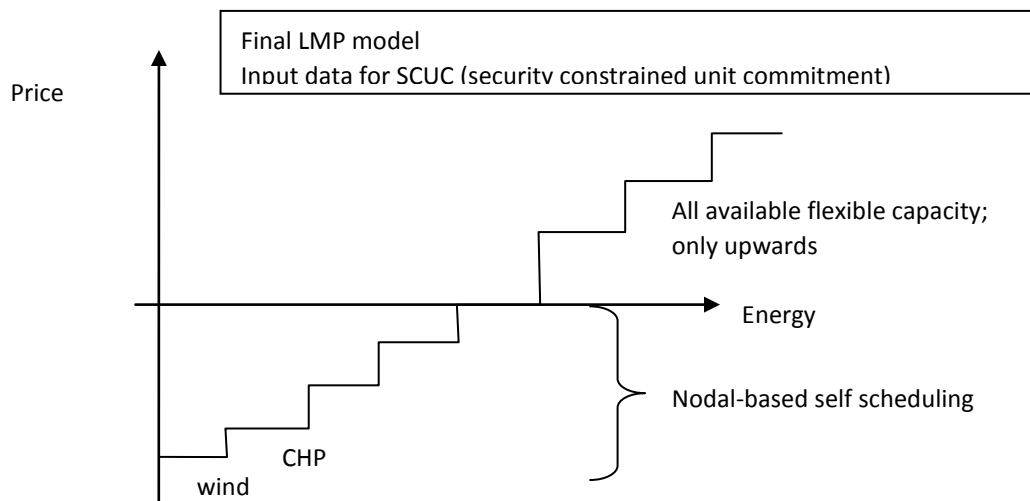 Final LMP model
Input data for SCUC (security constrained unit commitment)
Price
All available flexible capacity;
only upwards
Energy
Nodal-based self scheduling
CHP
wind